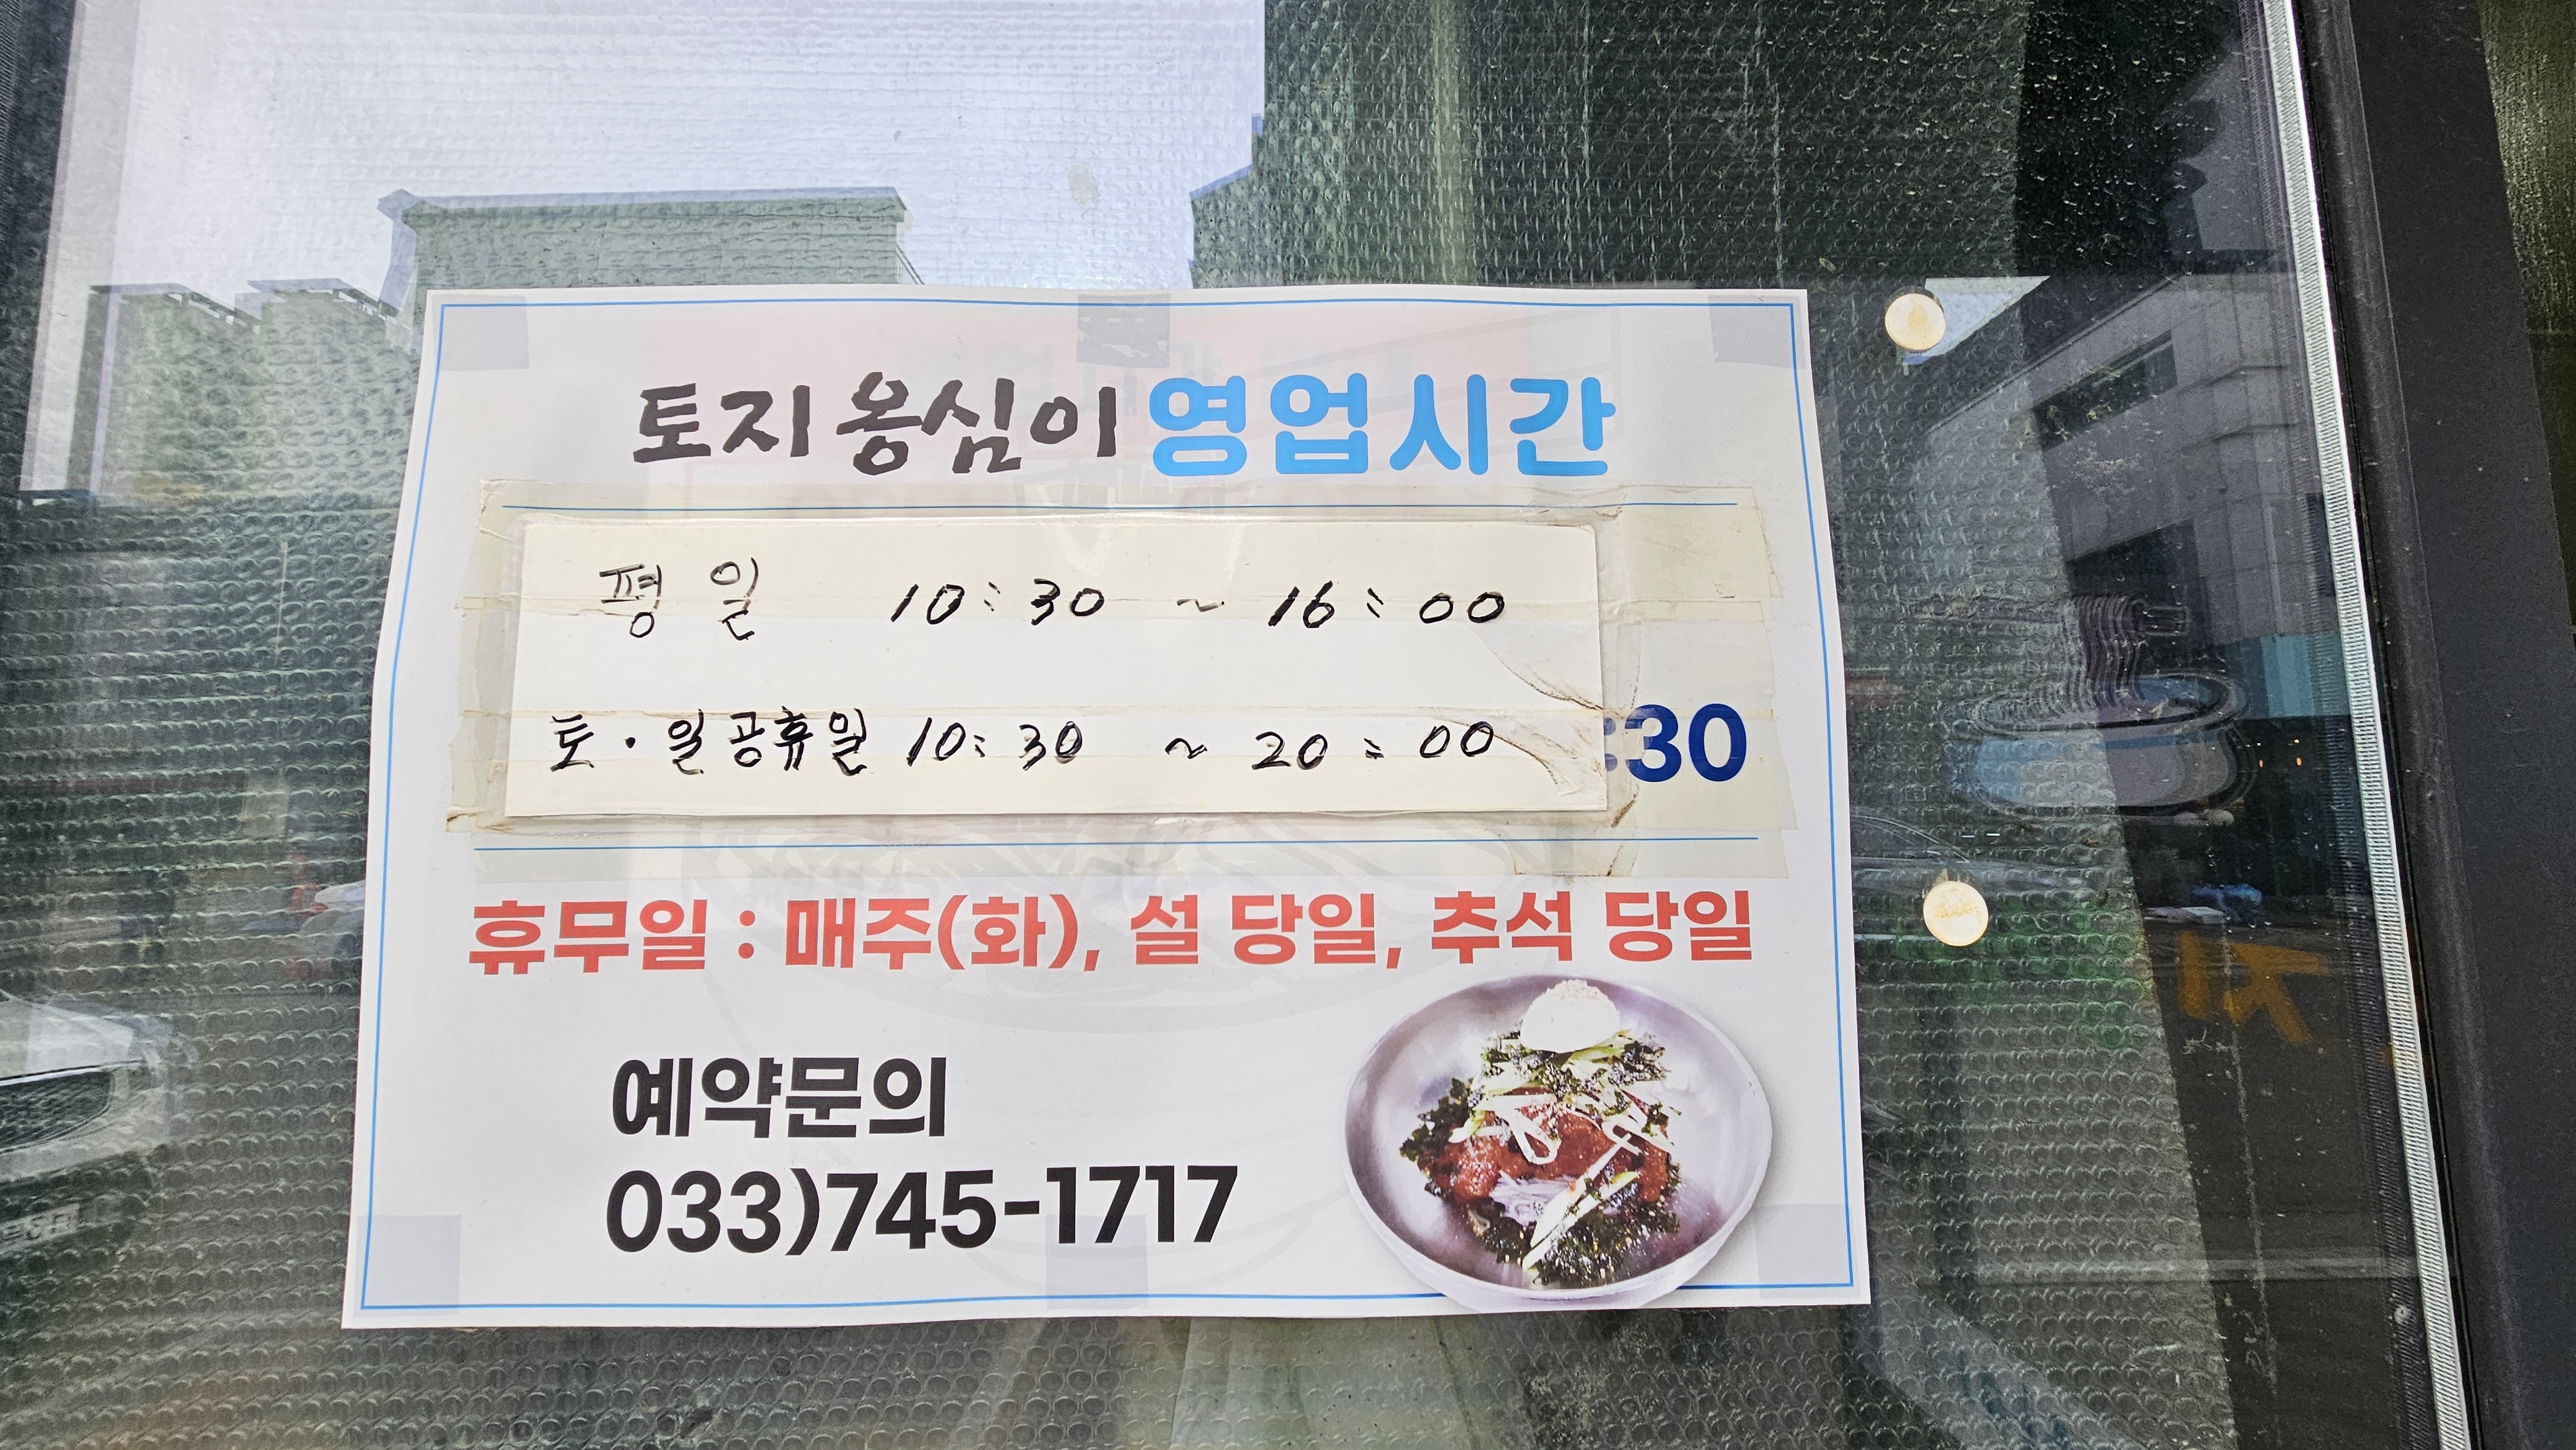 토지옹심이 영업시간
평일 10:30 ~ 16:00
토·일공휴일 10:30 ~ 20:00 :30
휴무일 : 매주(화), 설 당일, 추석 당일
예약문의
033)745-1717